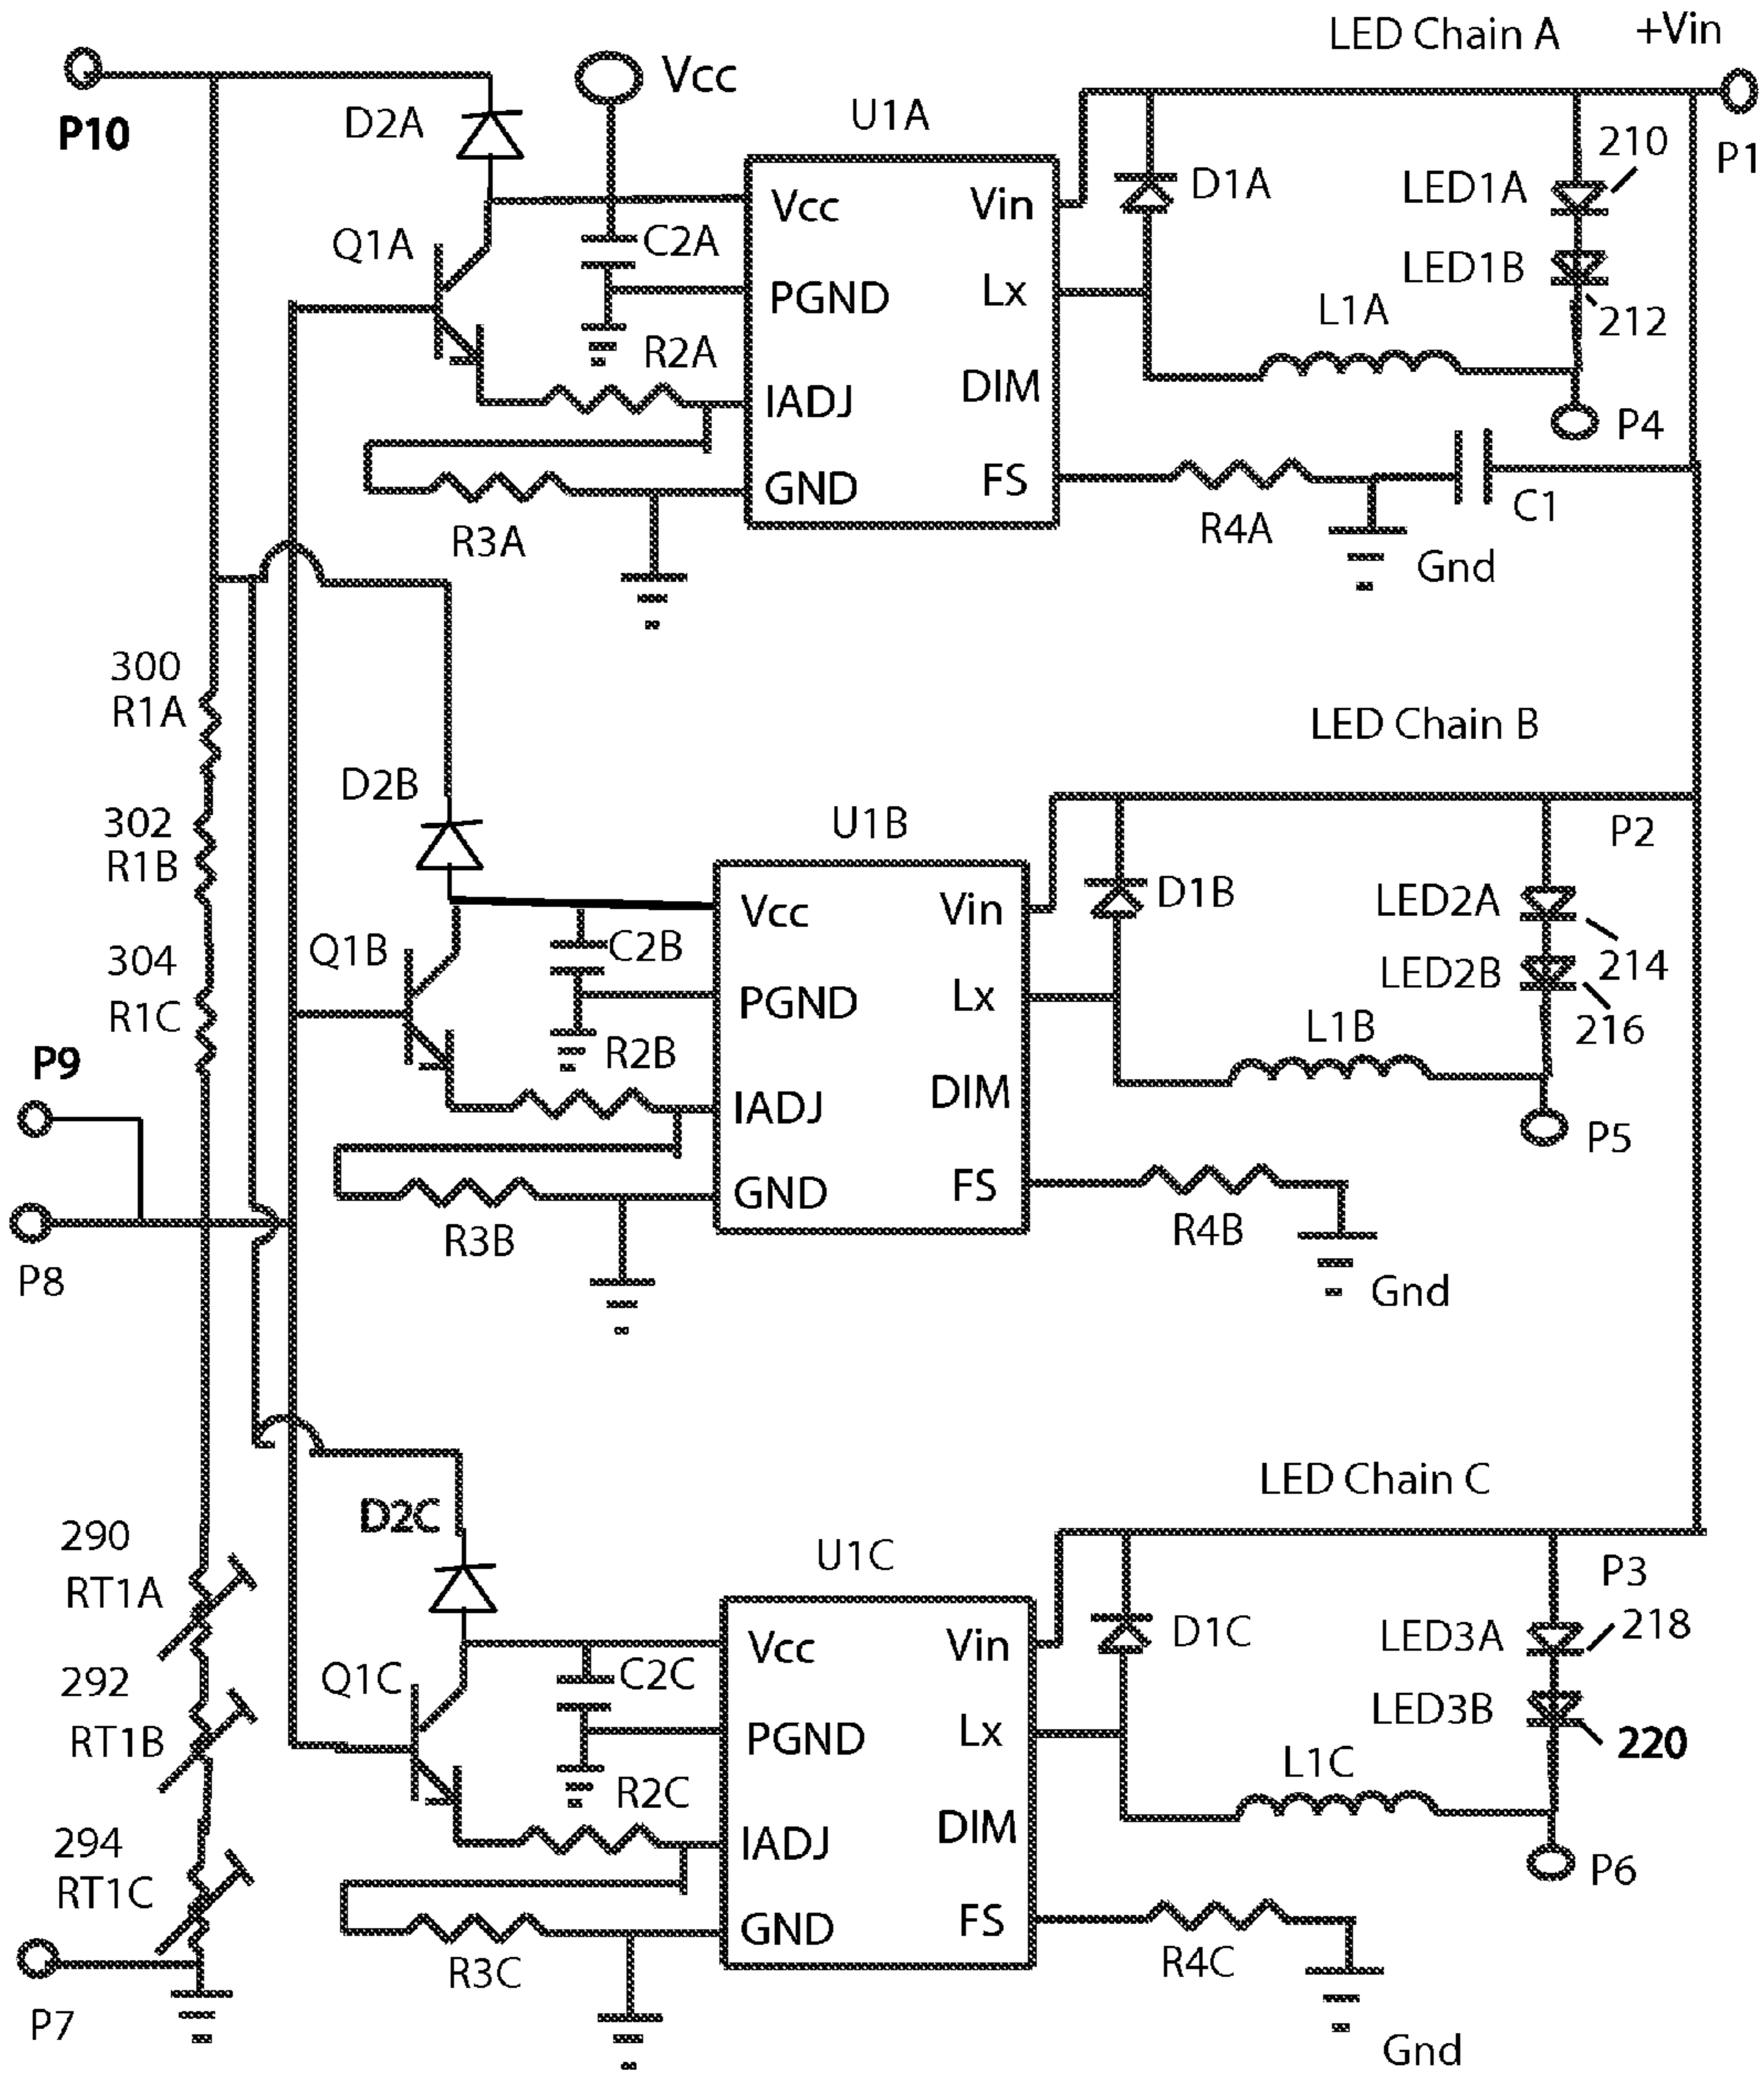 LED Chain A
+Vin
P10
Vcc
D2A
U1A
210
P1
Vcc
Vin
D1A
LED1A
Q1A
C2A
LED1B
PGND
Lx
L1A
212
R2A
IADJ
DIM
P4
GND
FS
R3A
R4A
C1
Gnd
300
R1A
LED Chain B
D2B
U1B
302
R1B
P2
Vcc
Vin
D1B
LED2A
Q1B
C2B
214
304
R1C
PGND
Lx
LED2B
L1B
216
P9
R2B
IADJ
DIM
P5
GND
FS
P8
R3B
R4B
Gnd
LED Chain C
D2C
290
RT1A
U1C
P3
218
Vcc
Vin
D1C
LED3A
292
Q1C
C2C
RT1B
PGND
Lx
LED3B
220
R2C
L1C
294
RT1C
IADJ
DIM
P6
GND
FS
P7
R3C
R4C
Gnd